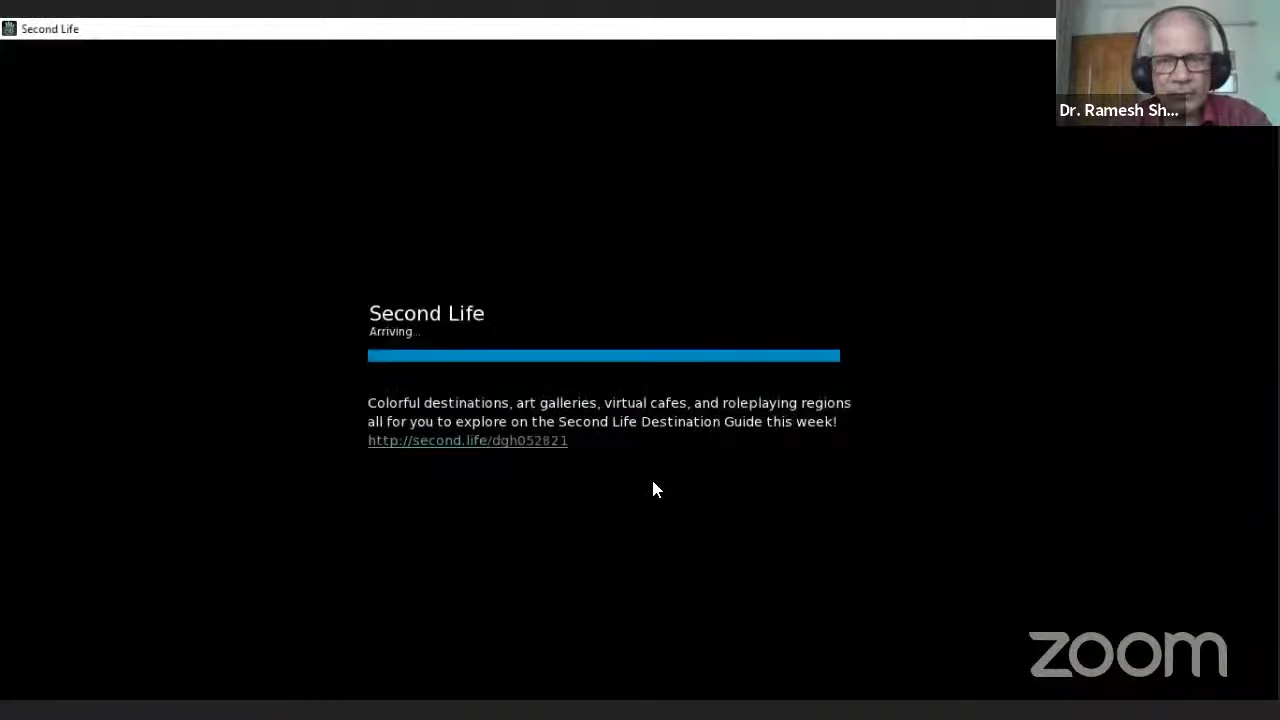 Second Life
Dr. Ramesh Sh...
Second Life
Arriving...
Colorful destinations, art galleries, virtual cafes, and roleplaying regions
all for you to explore on the Second Life Destination Guide this week!
http://second.life/dgh052821
zoom